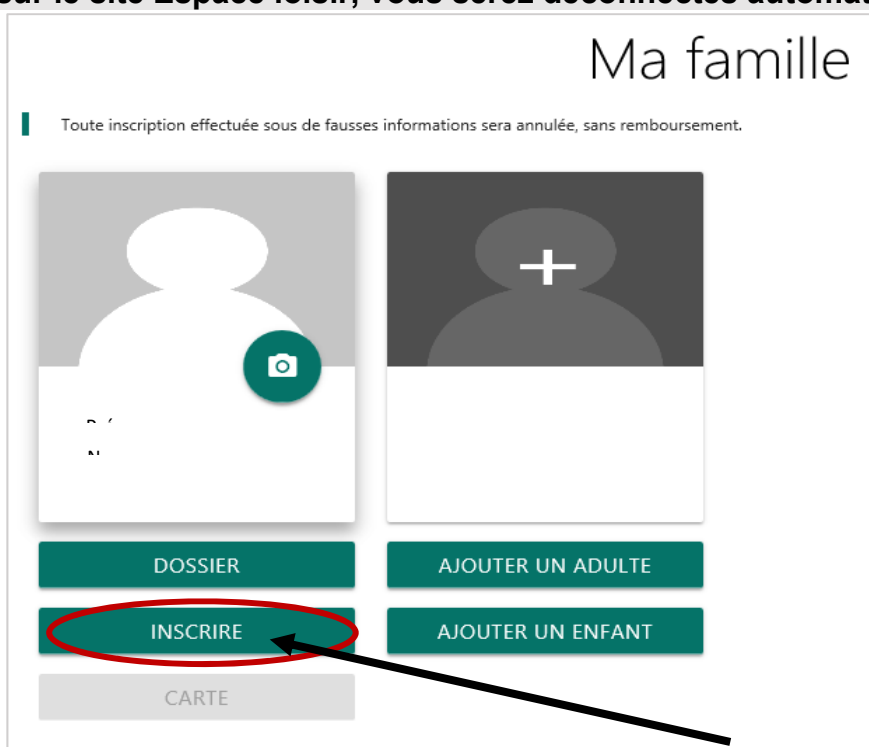 Ma famille
Toute inscription effectuée sous de fausses informations sera annulée, sans remboursement.
DOSSIER
AJOUTER UN ADULTE
INSCRIRE
AJOUTER UN ENFANT
CARTE